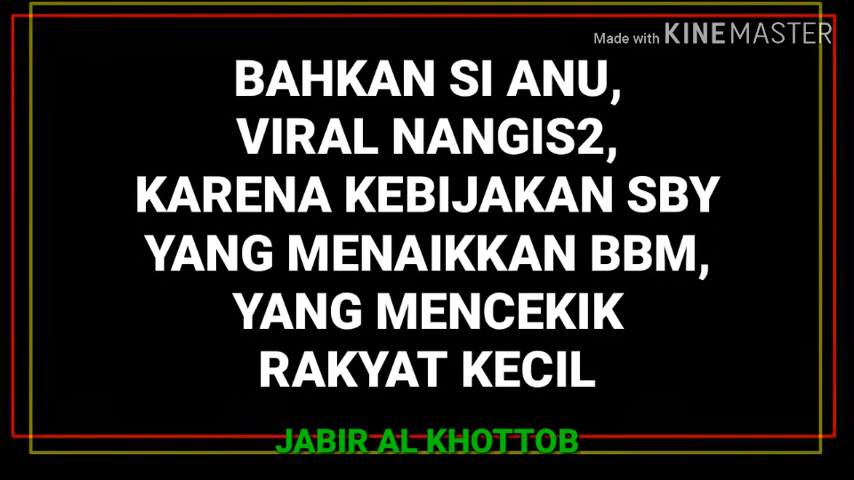 Made with KINEMASTER
BAHKAN SI ANU,
VIRAL NANGIS2,
KARENA KEBIJAKAN SBY
YANG MENAIKKAN BBM,
YANG MENCEKIK
RAKYAT KECIL
JABIR AL KHOTTOB